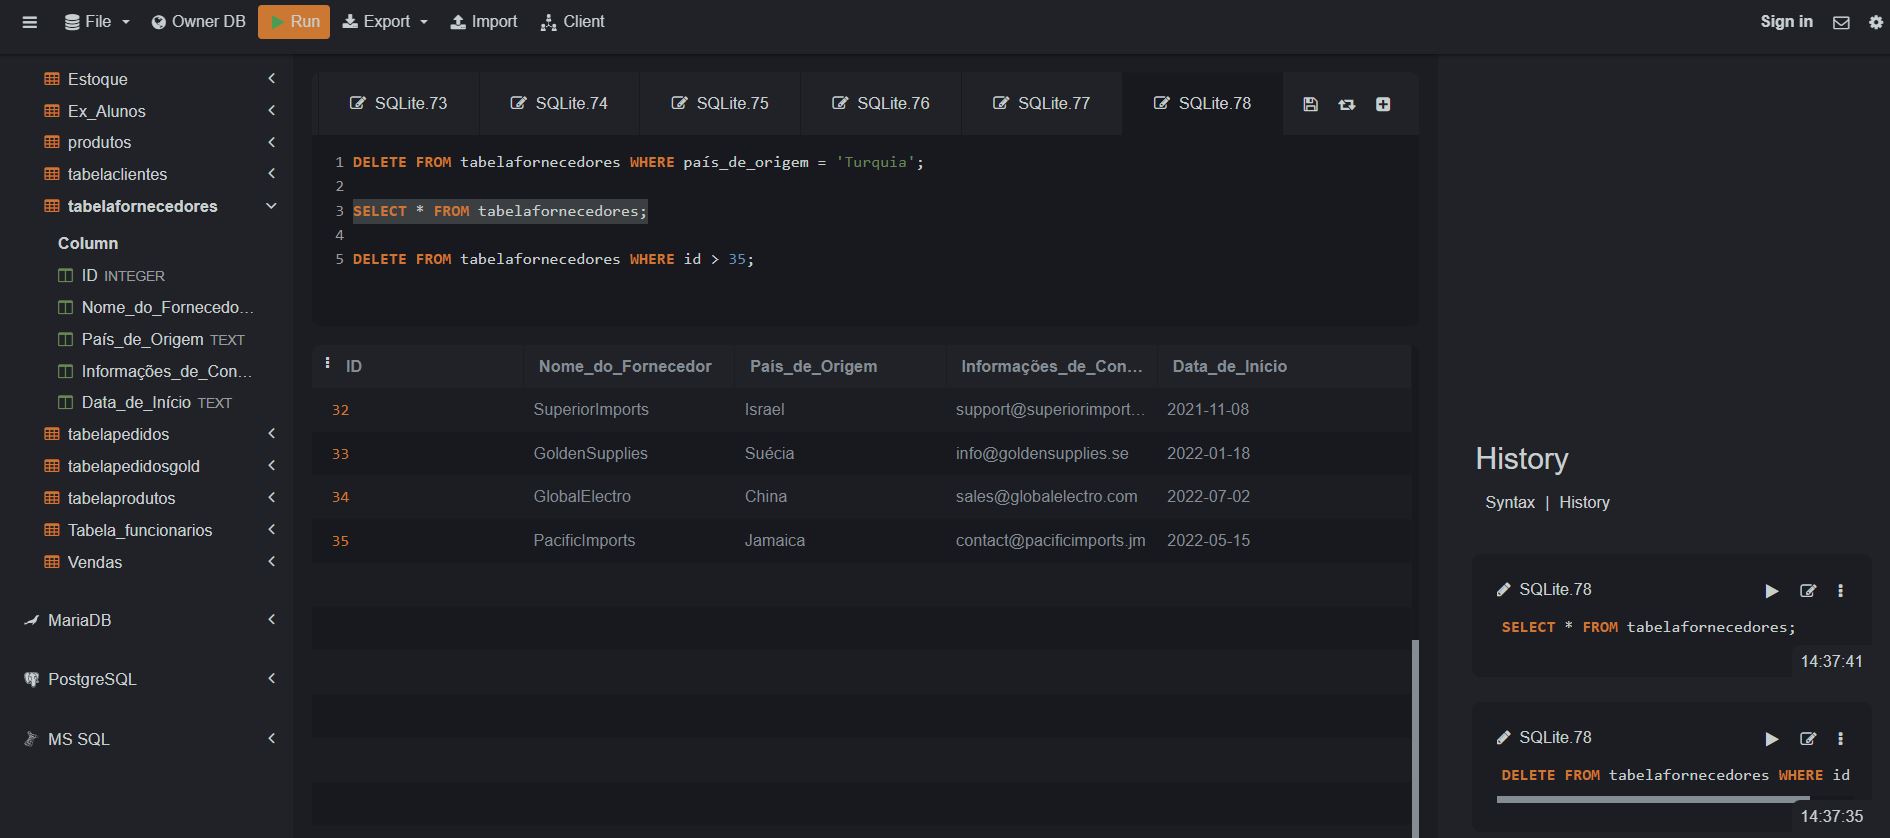 File Owner DB Run Export Import Client Sign in
Estoque
Ex_Alunos
produtos
tabelaclientes
tabelafornecedores
Column
ID INTEGER
Nome_do_Fornecedo...
País_de_Origem TEXT
Informações_de_Con...
Data_de_Início TEXT
tabelapedidos
tabelapedidosgold
tabelaprodutos
Tabela_funcionarios
Vendas
MariaDB
PostgreSQL
MS SQL
SQLite.73 SQLite.74 SQLite.75 SQLite.76 SQLite.77 SQLite.78
1 DELETE FROM tabelafornecedores WHERE país_de_origem = 'Turquia';
2
3 SELECT * FROM tabelafornecedores;
4
5 DELETE FROM tabelafornecedores WHERE id > 35;
ID Nome_do_Fornecedor País_de_Origem Informações_de_Con... Data_de_Início
32 SuperiorImports Israel support@superiorimport... 2021-11-08
33 GoldenSupplies Suécia info@goldensupplies.se 2022-01-18
34 GlobalElectro China sales@globalelectro.com 2022-07-02
35 PacificImports Jamaica contact@pacificimports.jm 2022-05-15
History
Syntax | History
SQLite.78
SELECT * FROM tabelafornecedores;
14:37:41
SQLite.78
DELETE FROM tabelafornecedores WHERE id
14:37:35